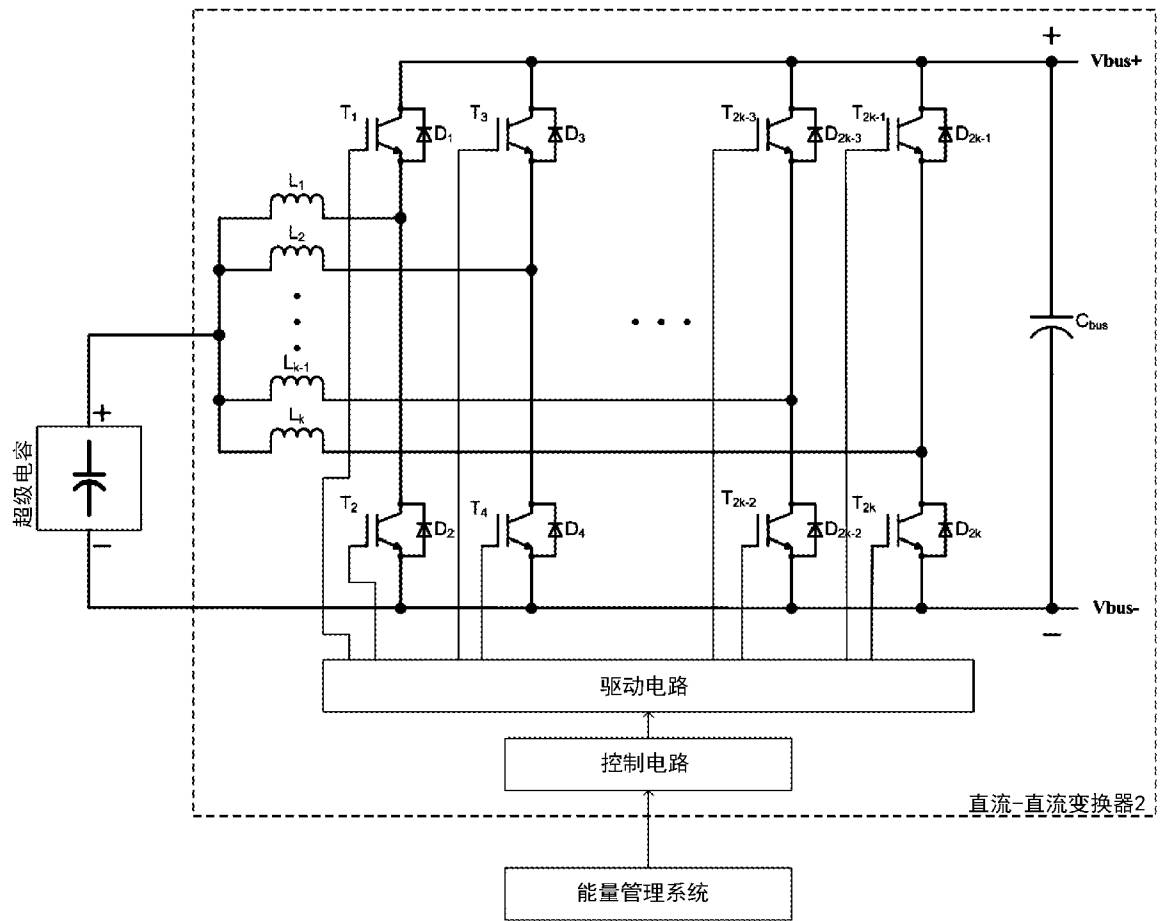 +
Vbus+
T1
D1
T3
D3
T2k-3
D2k-3
T2k-1
D2k-1
L1
L2
Cbus
Lk-1
Lk
+
超级电容
−
T2
D2
T4
D4
T2k-2
D2k-2
T2k
D2k
Vbus-
−
驱动电路
控制电路
直流-直流变换器2
能量管理系统